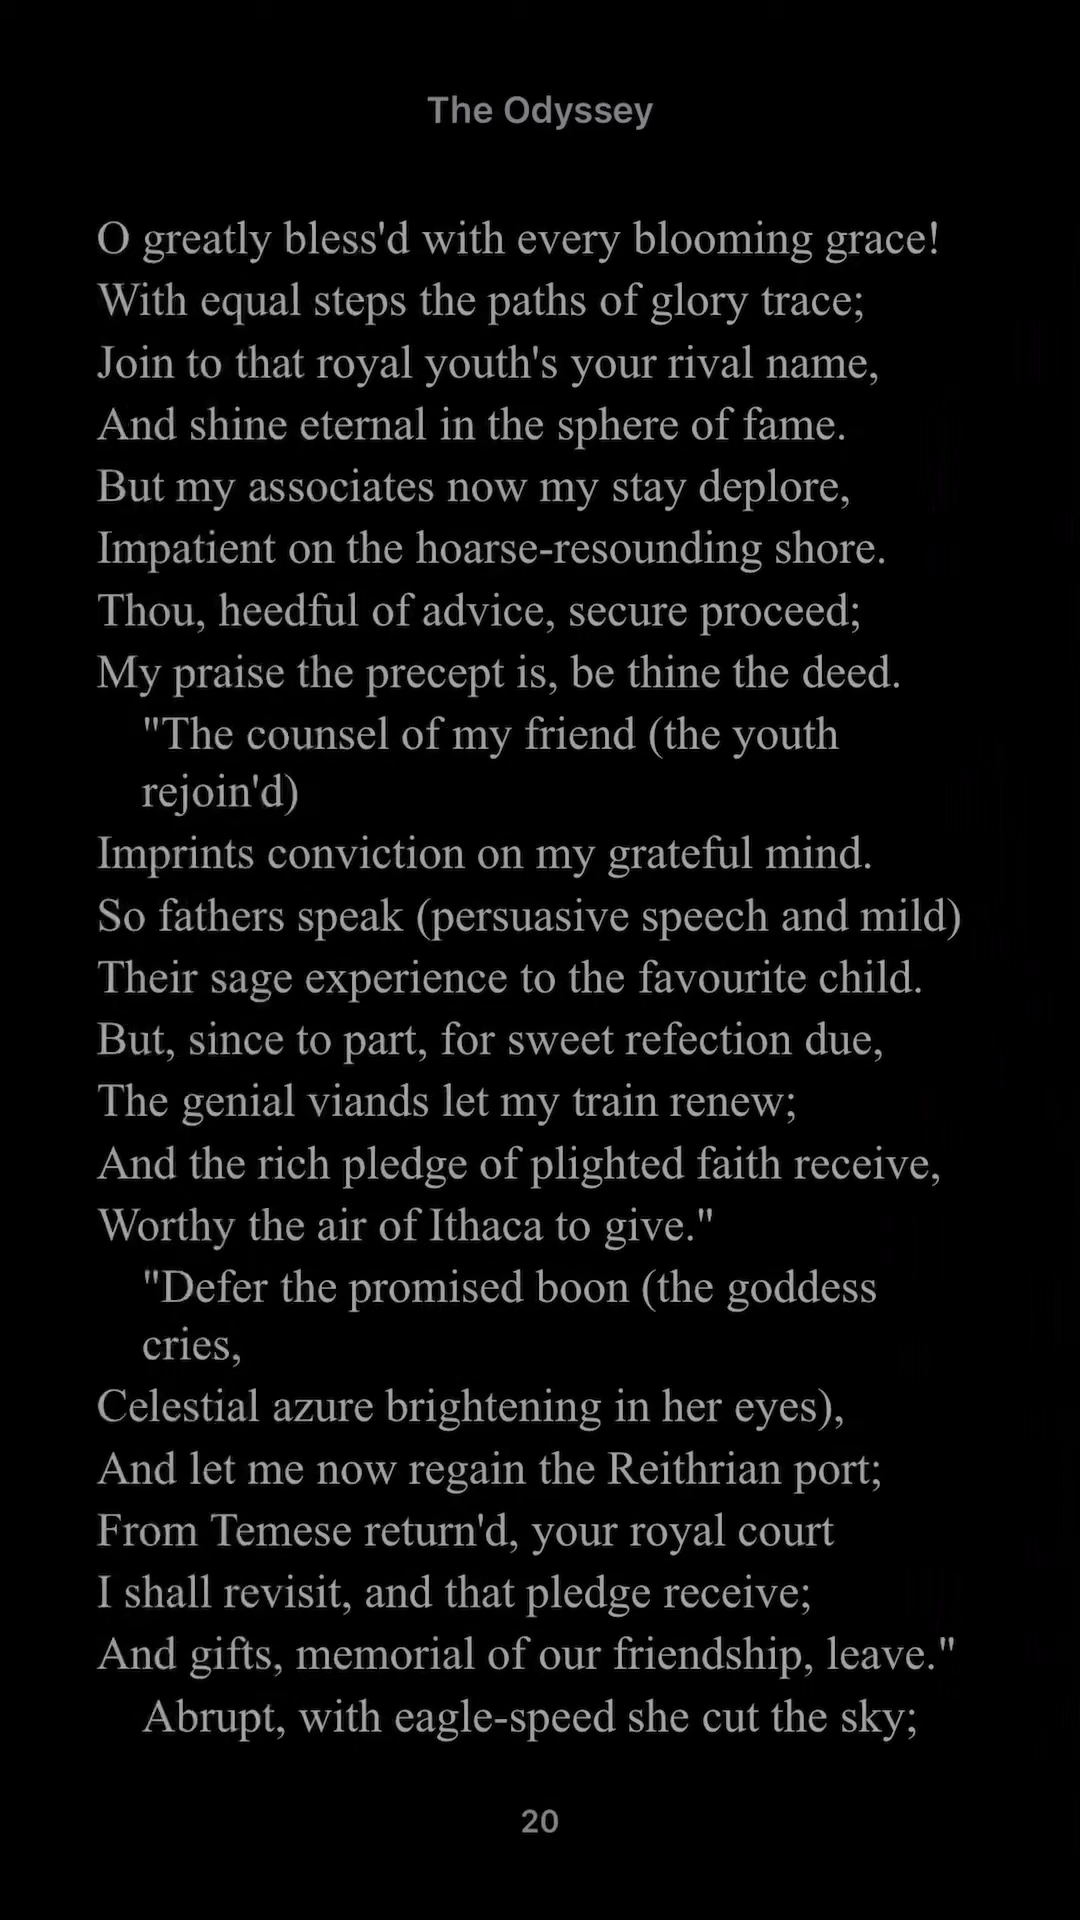 The Odyssey
O greatly bless'd with every blooming grace!
With equal steps the paths of glory trace;
Join to that royal youth's your rival name,
And shine eternal in the sphere of fame.
But my associates now my stay deplore,
Impatient on the hoarse-resounding shore.
Thou, heedful of advice, secure proceed;
My praise the precept is, be thine the deed.
"The counsel of my friend (the youth
rejoin'd)
Imprints conviction on my grateful mind.
So fathers speak (persuasive speech and mild)
Their sage experience to the favourite child.
But, since to part, for sweet refection due,
The genial viands let my train renew;
And the rich pledge of plighted faith receive,
Worthy the air of Ithaca to give."
"Defer the promised boon (the goddess
cries,
Celestial azure brightening in her eyes),
And let me now regain the Reithrian port;
From Temese return'd, your royal court
I shall revisit, and that pledge receive;
And gifts, memorial of our friendship, leave."
Abrupt, with eagle-speed she cut the sky;
20